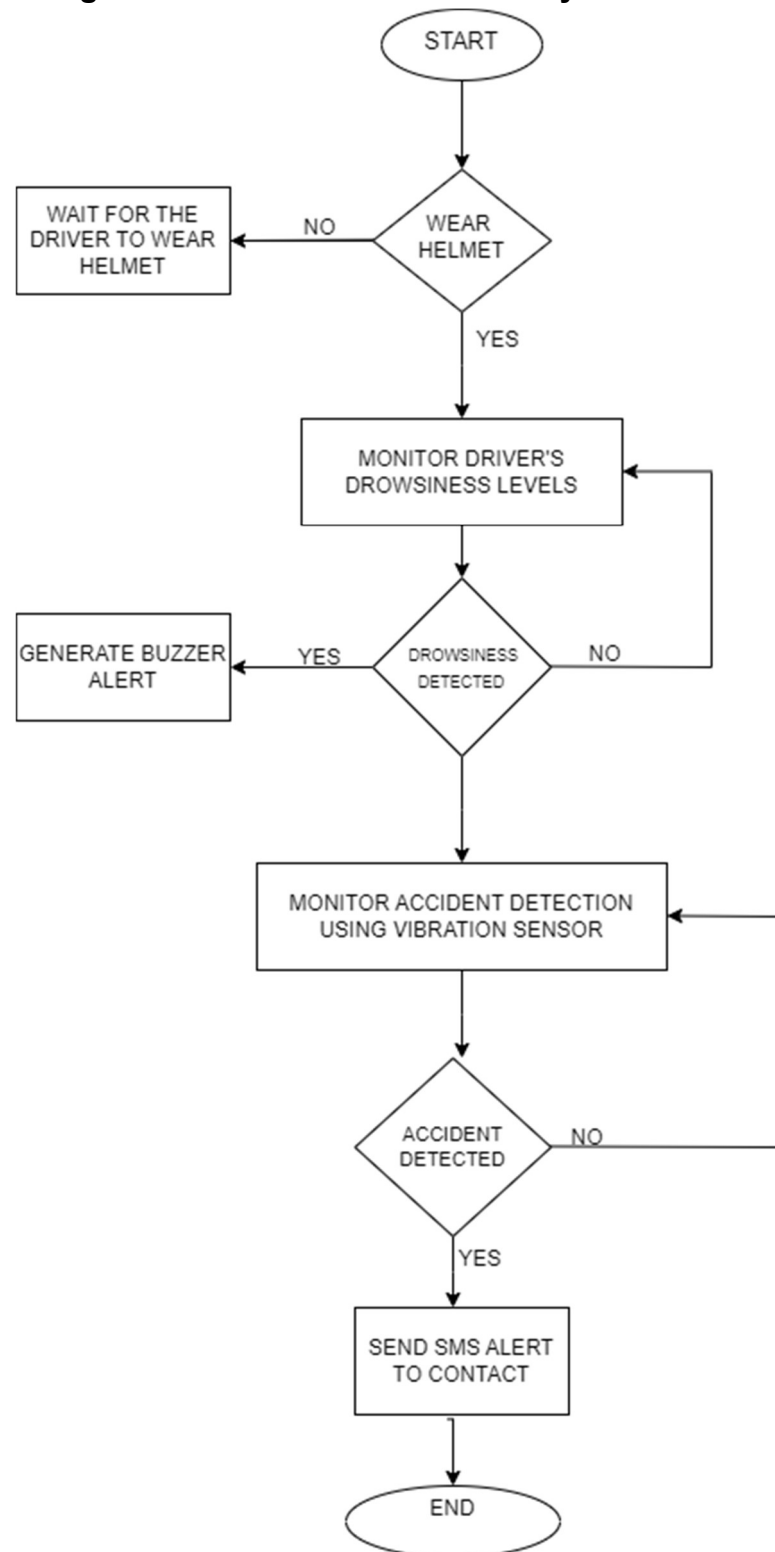 START
WEAR
HELMET
NO
WAIT FOR THE
DRIVER TO WEAR
HELMET
YES
MONITOR DRIVER'S
DROWSINESS LEVELS
DROWSINESS
DETECTED
YES
NO
GENERATE BUZZER
ALERT
MONITOR ACCIDENT DETECTION
USING VIBRATION SENSOR
ACCIDENT
DETECTED
NO
YES
SEND SMS ALERT
TO CONTACT
END